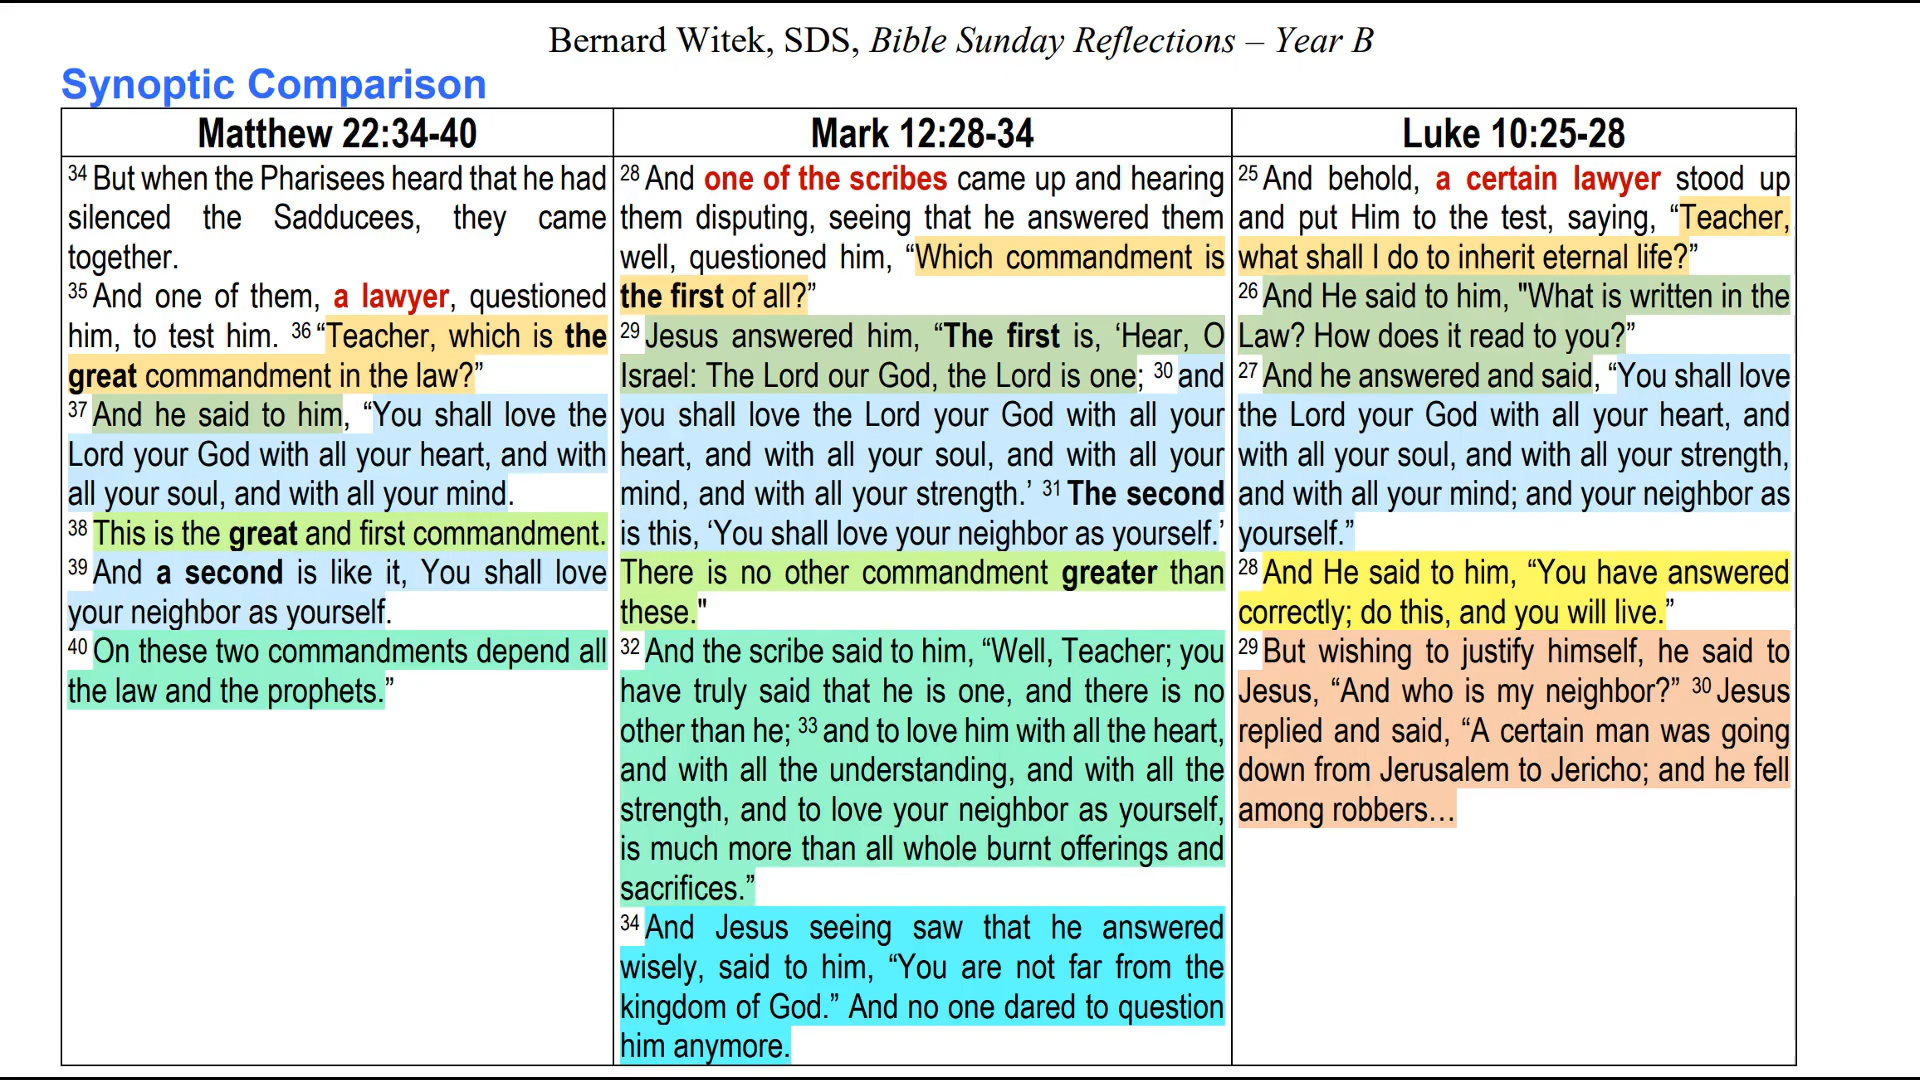 Bernard Witek, SDS, Bible Sunday Reflections – Year B
Synoptic Comparison
Matthew 22:34-40
34 But when the Pharisees heard that he had
silenced the Sadducees, they came
together.
35 And one of them, a lawyer, questioned
him, to test him. 36 “Teacher, which is the
great commandment in the law?”
37 And he said to him, “You shall love the
Lord your God with all your heart, and with
all your soul, and with all your mind.
38 This is the great and first commandment.
39 And a second is like it, You shall love
your neighbor as yourself.
40 On these two commandments depend all
the law and the prophets.”
Mark 12:28-34
28 And one of the scribes came up and hearing
them disputing, seeing that he answered them
well, questioned him, “Which commandment is
the first of all?”
29 Jesus answered him, “The first is, ‘Hear, O
Israel: The Lord our God, the Lord is one; 30 and
you shall love the Lord your God with all your
heart, and with all your soul, and with all your
mind, and with all your strength.’ 31 The second
is this, ‘You shall love your neighbor as yourself.’
There is no other commandment greater than
these."
32 And the scribe said to him, “Well, Teacher; you
have truly said that he is one, and there is no
other than he; 33 and to love him with all the heart,
and with all the understanding, and with all the
strength, and to love your neighbor as yourself,
is much more than all whole burnt offerings and
sacrifices.”
34 And Jesus seeing saw that he answered
wisely, said to him, “You are not far from the
kingdom of God.” And no one dared to question
him anymore.
Luke 10:25-28
25 And behold, a certain lawyer stood up
and put Him to the test, saying, “Teacher,
what shall I do to inherit eternal life?”
26 And He said to him, "What is written in the
Law? How does it read to you?”
27 And he answered and said, “You shall love
the Lord your God with all your heart, and
with all your soul, and with all your strength,
and with all your mind; and your neighbor as
yourself.”
28 And He said to him, “You have answered
correctly; do this, and you will live.”
29 But wishing to justify himself, he said to
Jesus, “And who is my neighbor?” 30 Jesus
replied and said, “A certain man was going
down from Jerusalem to Jericho; and he fell
among robbers…